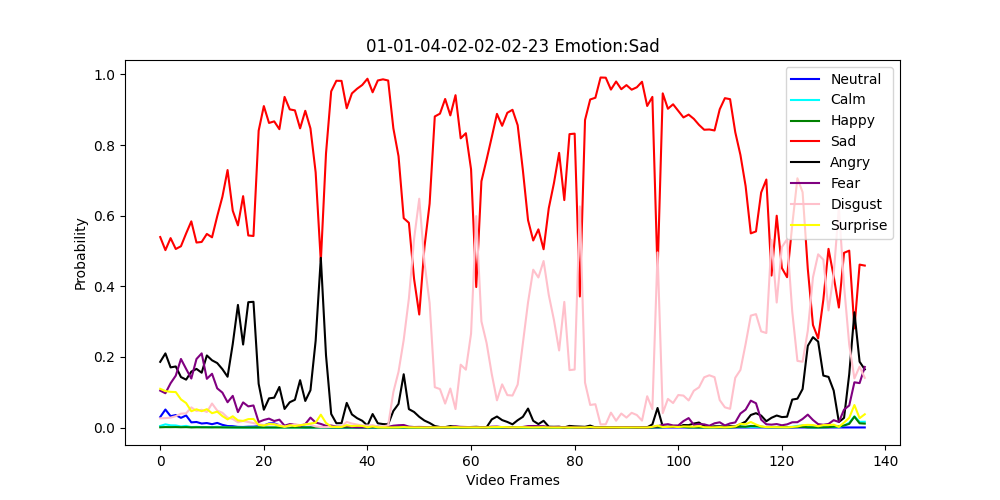 01-01-04-02-02-02-23 Emotion:Sad
Probability
1.0
0.8
0.6
0.4
0.2
0.0
0 20 40 60 80 100 120 140
Video Frames
Neutral
Calm
Happy
Sad
Angry
Fear
Disgust
Surprise